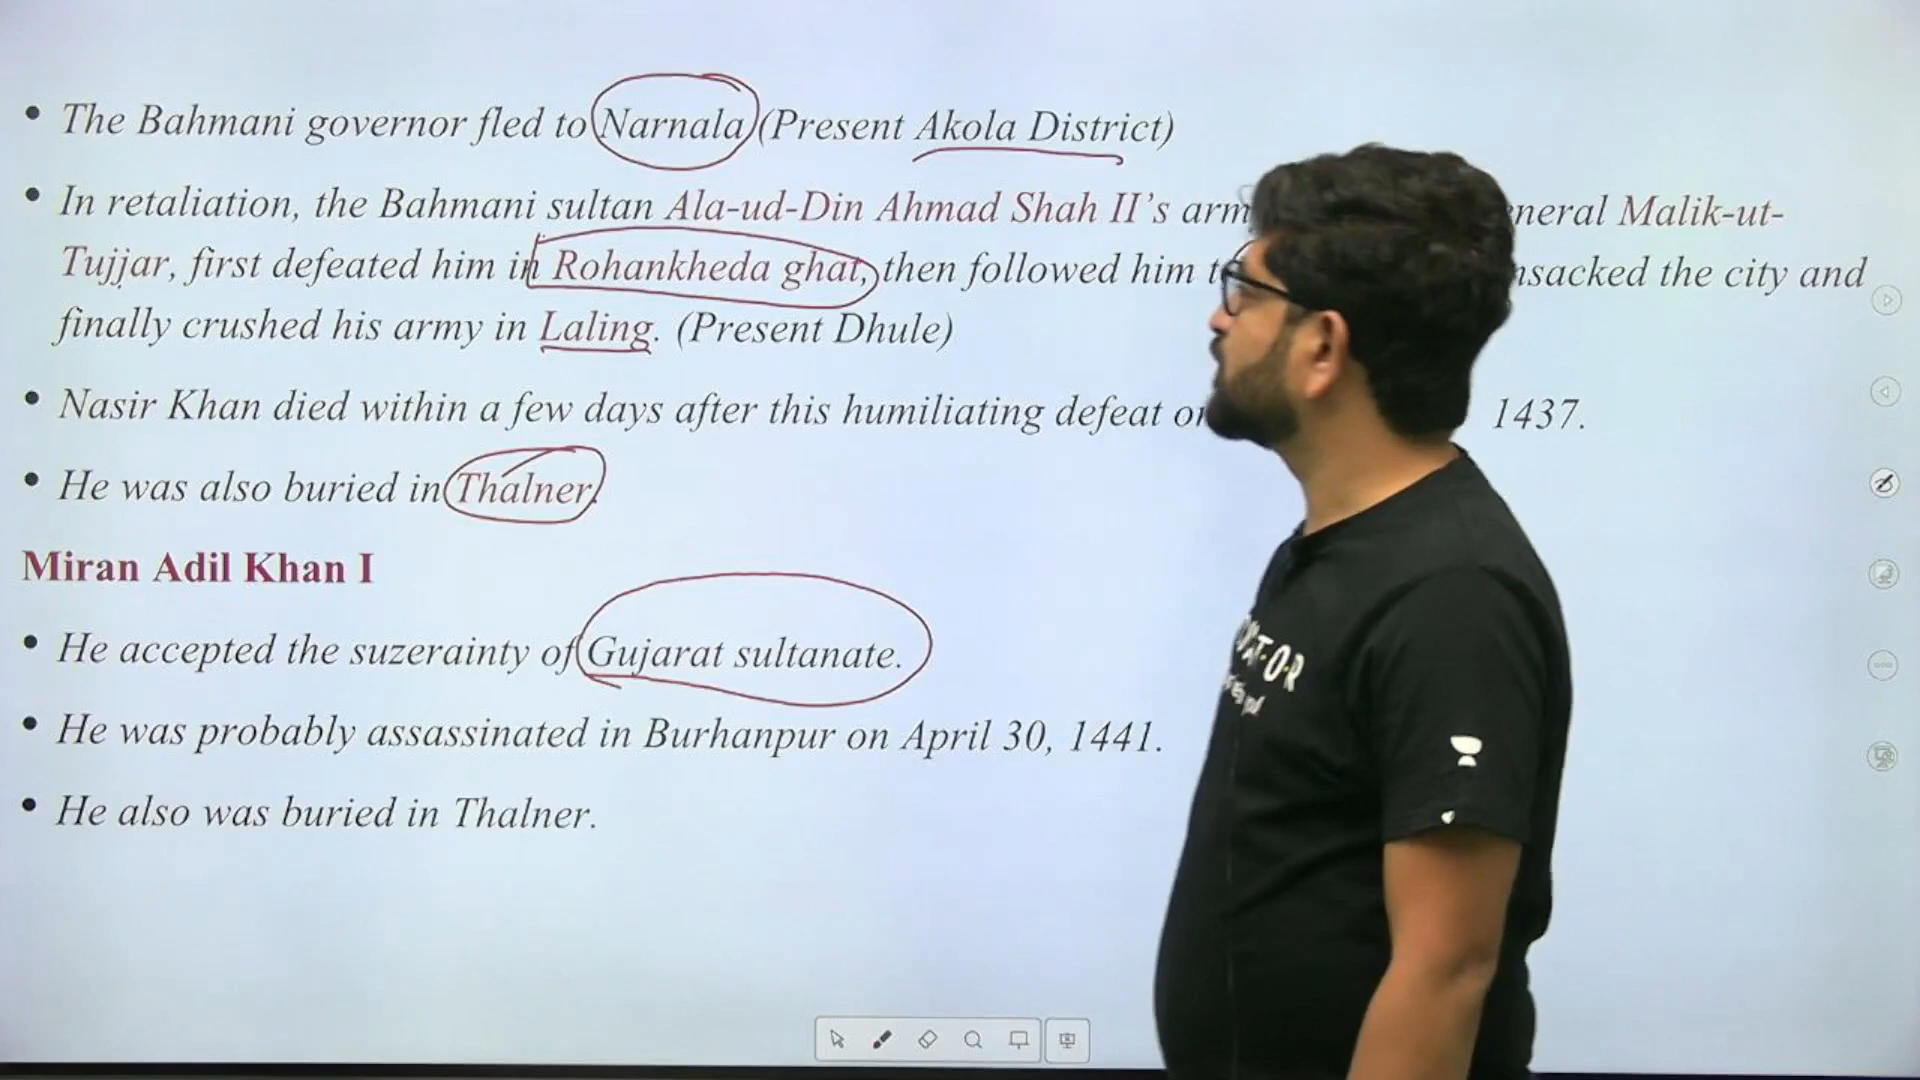 • The Bahmani governor fled to Narnala (Present Akola District)
• In retaliation, the Bahmani sultan Ala-ud-Din Ahmad Shah II's Malik-ut-
Tujjar, first defeated him in Rohankheda ghat, then followed him the city and
finally crushed his army in Laling. (Present Dhule)
• Nasir Khan died within a few days after this humiliating defeat 1437.
• He was also buried in Thalner.
Miran Adil Khan I
• He accepted the suzerainty of Gujarat sultanate.
• He was probably assassinated in Burhanpur on April 30, 1441.
• He also was buried in Thalner.